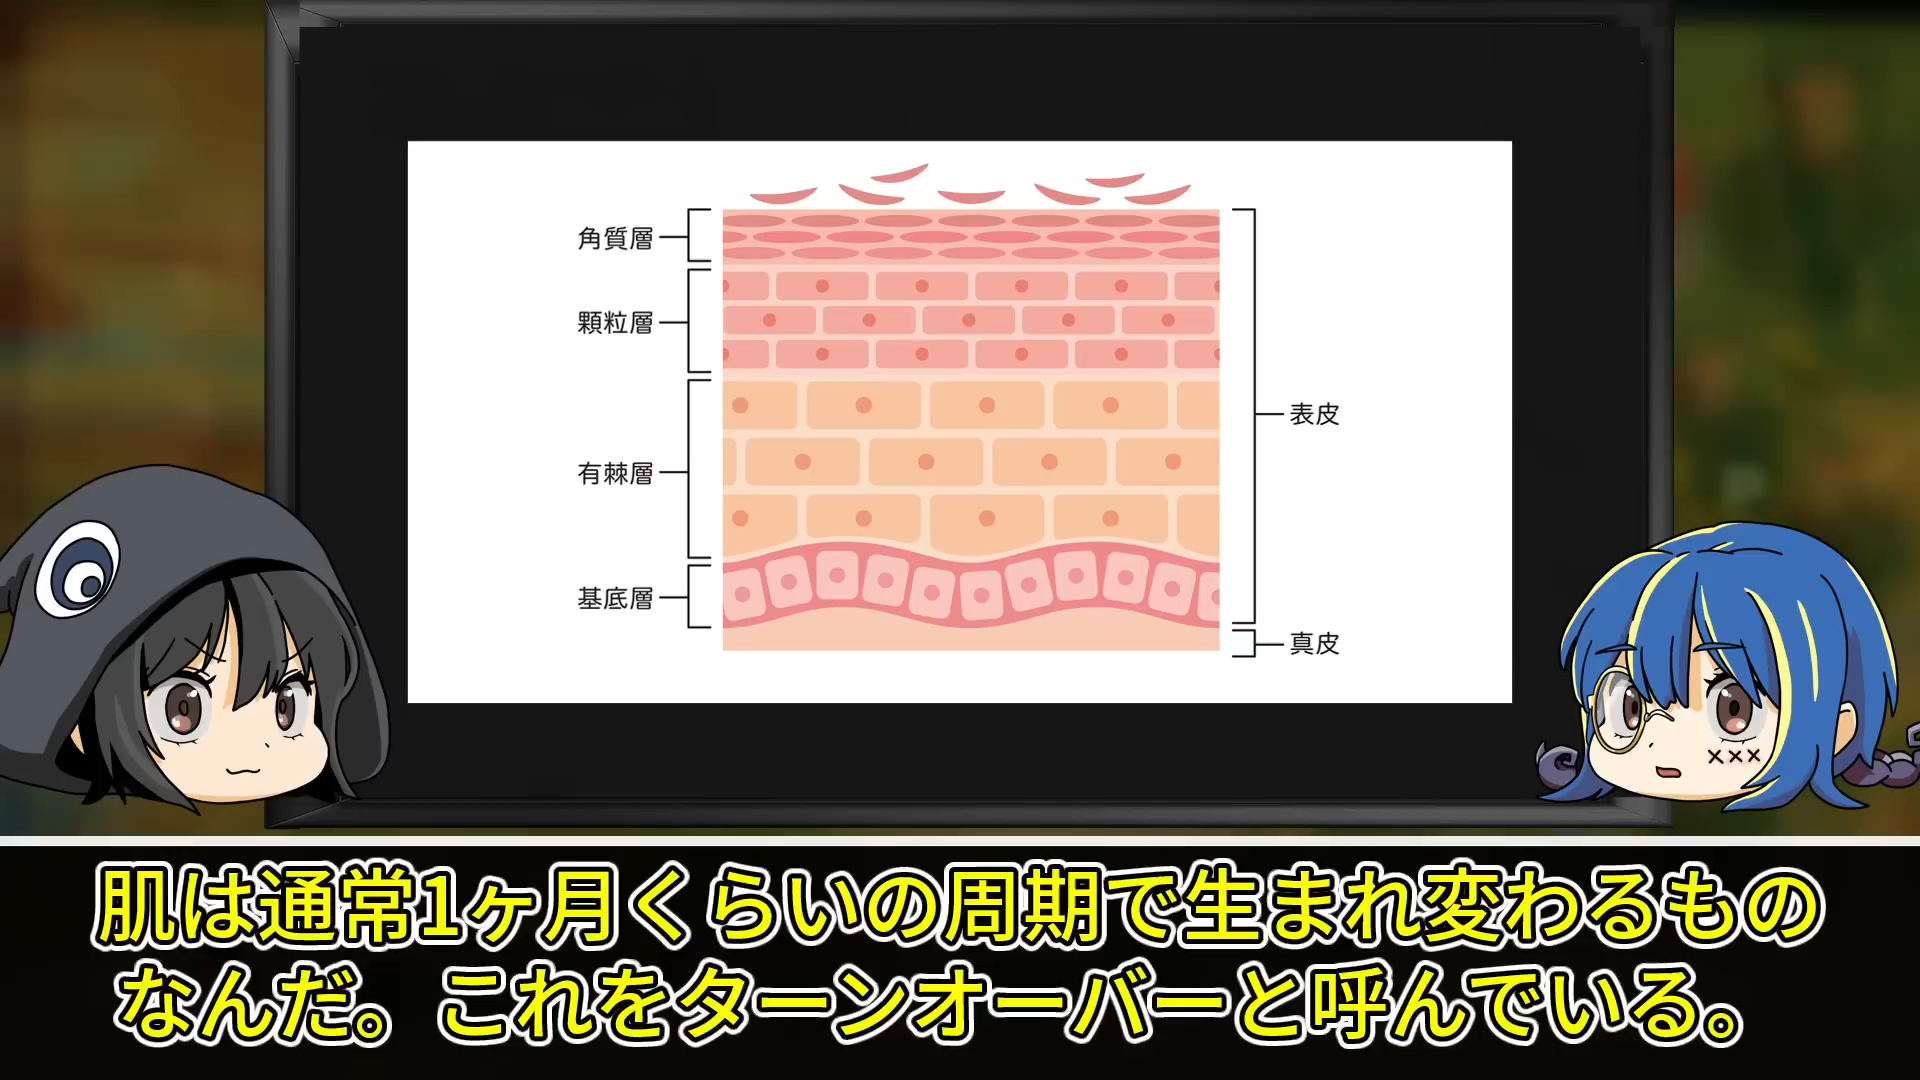 角質層
顆粒層
有棘層
基底層
表皮
真皮
肌は通常1ヶ月くらいの周期で生まれ変わるもの
なんだ。これをターンオーバーと呼んでいる。